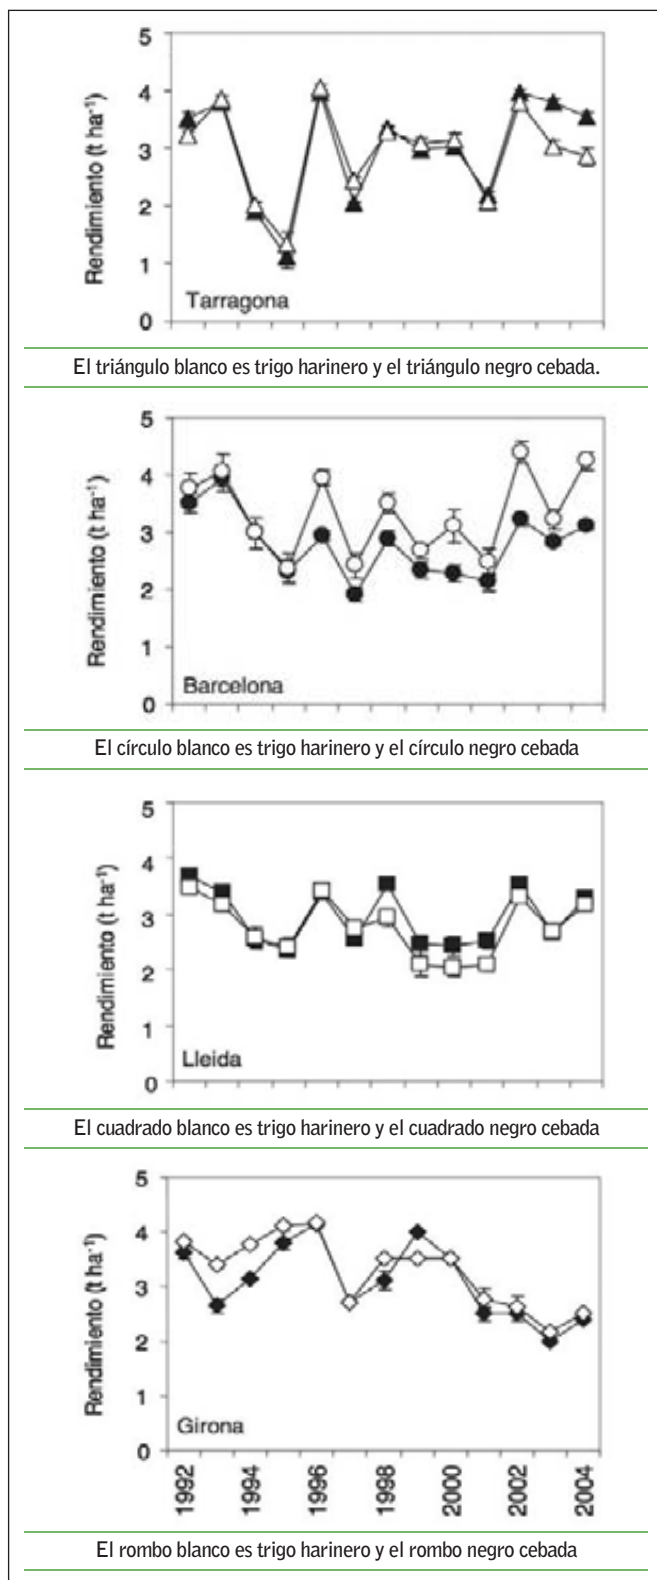 5
4
3
2
1
0
Rendimiento (t ha⁻¹)
Tarragona
El triángulo blanco es trigo harinero y el triángulo negro cebada.
5
4
3
2
1
0
Rendimiento (t ha⁻¹)
Barcelona
El círculo blanco es trigo harinero y el círculo negro cebada
5
4
3
2
1
0
Rendimiento (t ha⁻¹)
Lleida
El cuadrado blanco es trigo harinero y el cuadrado negro cebada
5
4
3
2
1
0
Rendimiento (t ha⁻¹)
Girona
1992
1994
1996
1998
2000
2002
2004
El rombo blanco es trigo harinero y el rombo negro cebada